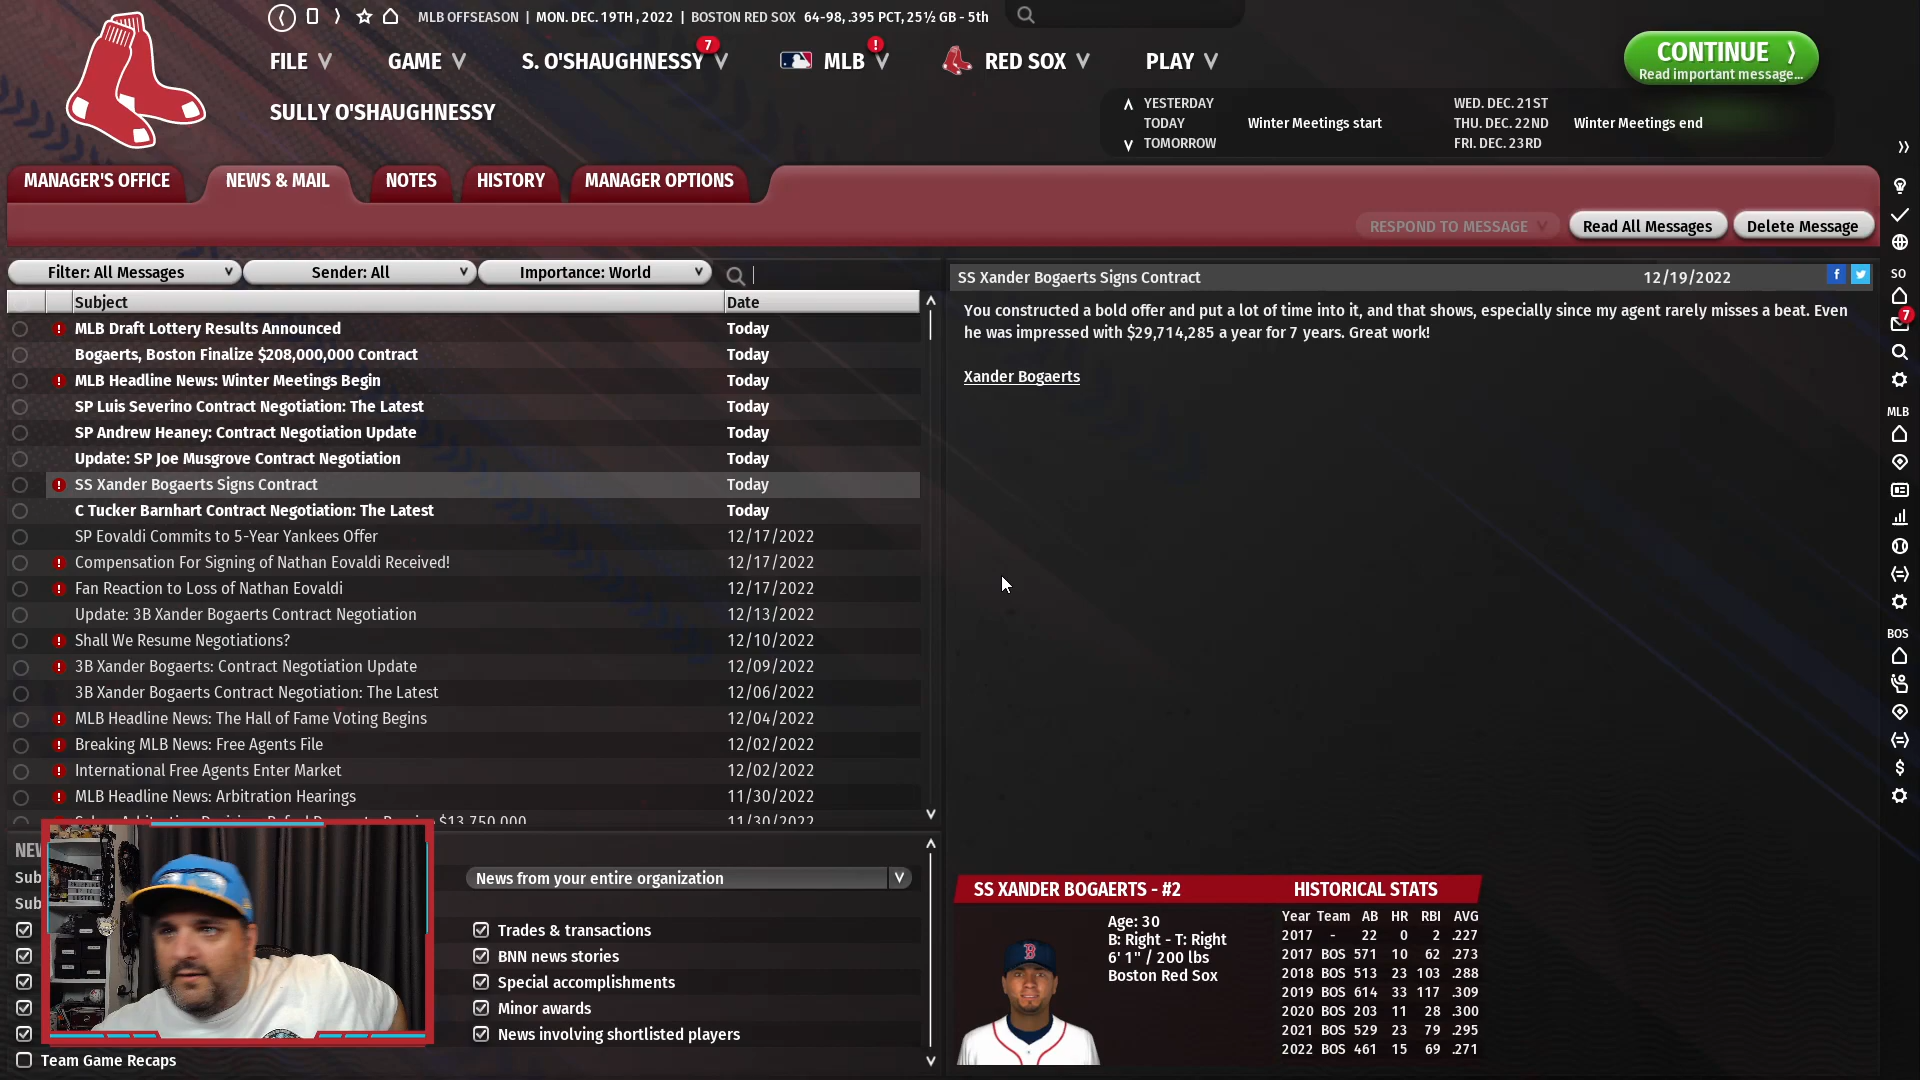 MLB OFFSEASON | MON. DEC. 19TH , 2022 | BOSTON RED SOX 64-98, .395 PCT, 25½ GB - 5th
FILE GAME S. O'SHAUGHNESSY 7 MLB ! RED SOX PLAY
CONTINUE
Read important message...
SULLY O'SHAUGHNESSY
YESTERDAY WED. DEC. 21ST
TODAY Winter Meetings start THU. DEC. 22ND Winter Meetings end
TOMORROW FRI. DEC. 23RD
MANAGER'S OFFICE NEWS & MAIL NOTES HISTORY MANAGER OPTIONS
RESPOND TO MESSAGE Read All Messages Delete Message
Filter: All Messages Sender: All Importance: World
Subject Date
! MLB Draft Lottery Results Announced Today
Bogaerts, Boston Finalize $208,000,000 Contract Today
! MLB Headline News: Winter Meetings Begin Today
SP Luis Severino Contract Negotiation: The Latest Today
SP Andrew Heaney: Contract Negotiation Update Today
Update: SP Joe Musgrove Contract Negotiation Today
! SS Xander Bogaerts Signs Contract Today
C Tucker Barnhart Contract Negotiation: The Latest Today
SP Eovaldi Commits to 5-Year Yankees Offer 12/17/2022
! Compensation For Signing of Nathan Eovaldi Received! 12/17/2022
! Fan Reaction to Loss of Nathan Eovaldi 12/17/2022
Update: 3B Xander Bogaerts Contract Negotiation 12/13/2022
! Shall We Resume Negotiations? 12/10/2022
! 3B Xander Bogaerts: Contract Negotiation Update 12/09/2022
3B Xander Bogaerts Contract Negotiation: The Latest 12/06/2022
! MLB Headline News: The Hall of Fame Voting Begins 12/04/2022
! Breaking MLB News: Free Agents File 12/02/2022
! International Free Agents Enter Market 12/02/2022
! MLB Headline News: Arbitration Hearings 11/30/2022
$13,750,000 11/30/2022
SS Xander Bogaerts Signs Contract 12/19/2022
You constructed a bold offer and put a lot of time into it, and that shows, especially since my agent rarely misses a beat. Even
he was impressed with $29,714,285 a year for 7 years. Great work!
Xander Bogaerts
SO
7
MLB
BOS
Sub
Sub
News from your entire organization
Trades & transactions
BNN news stories
Special accomplishments
Minor awards
News involving shortlisted players
Team Game Recaps
SS XANDER BOGAERTS - #2 HISTORICAL STATS
Age: 30
B: Right - T: Right
6' 1" / 200 lbs
Boston Red Sox
Year Team AB HR RBI AVG
2017 - 22 0 2 .227
2017 BOS 571 10 62 .273
2018 BOS 513 23 103 .288
2019 BOS 614 33 117 .309
2020 BOS 203 11 28 .300
2021 BOS 529 23 79 .295
2022 BOS 461 15 69 .271